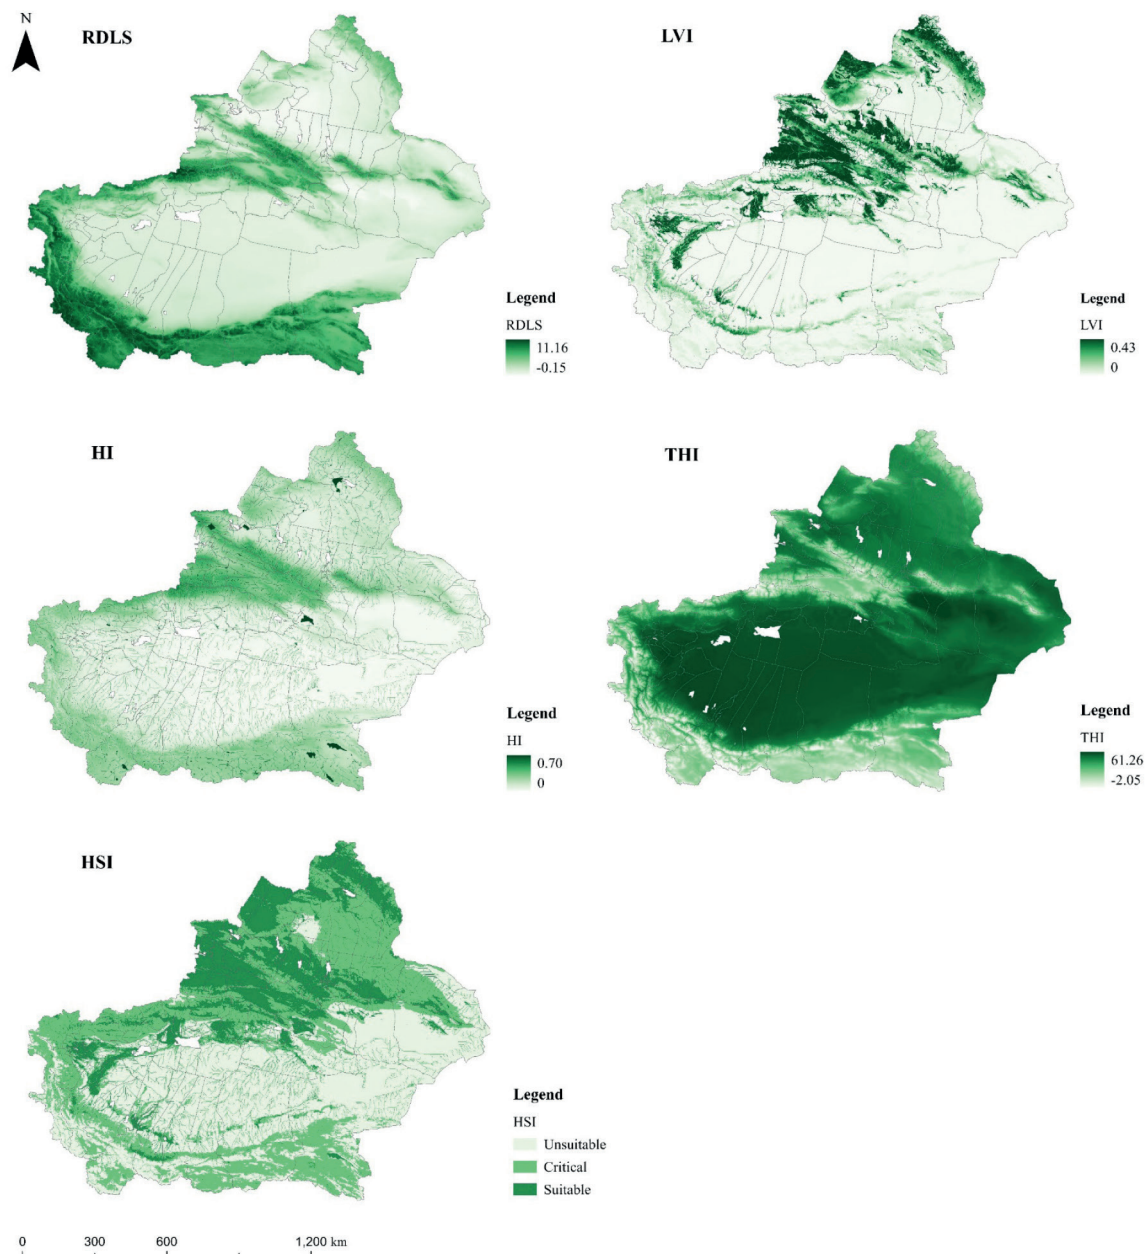 N
RDLS
LVI
Legend
RDLS
11.16
-0.15
Legend
LVI
0.43
0
HI
THI
Legend
HI
0.70
0
Legend
THI
61.26
-2.05
HSI
Legend
HSI
Unsuitable
Critical
Suitable
0 300 600 1,200 km